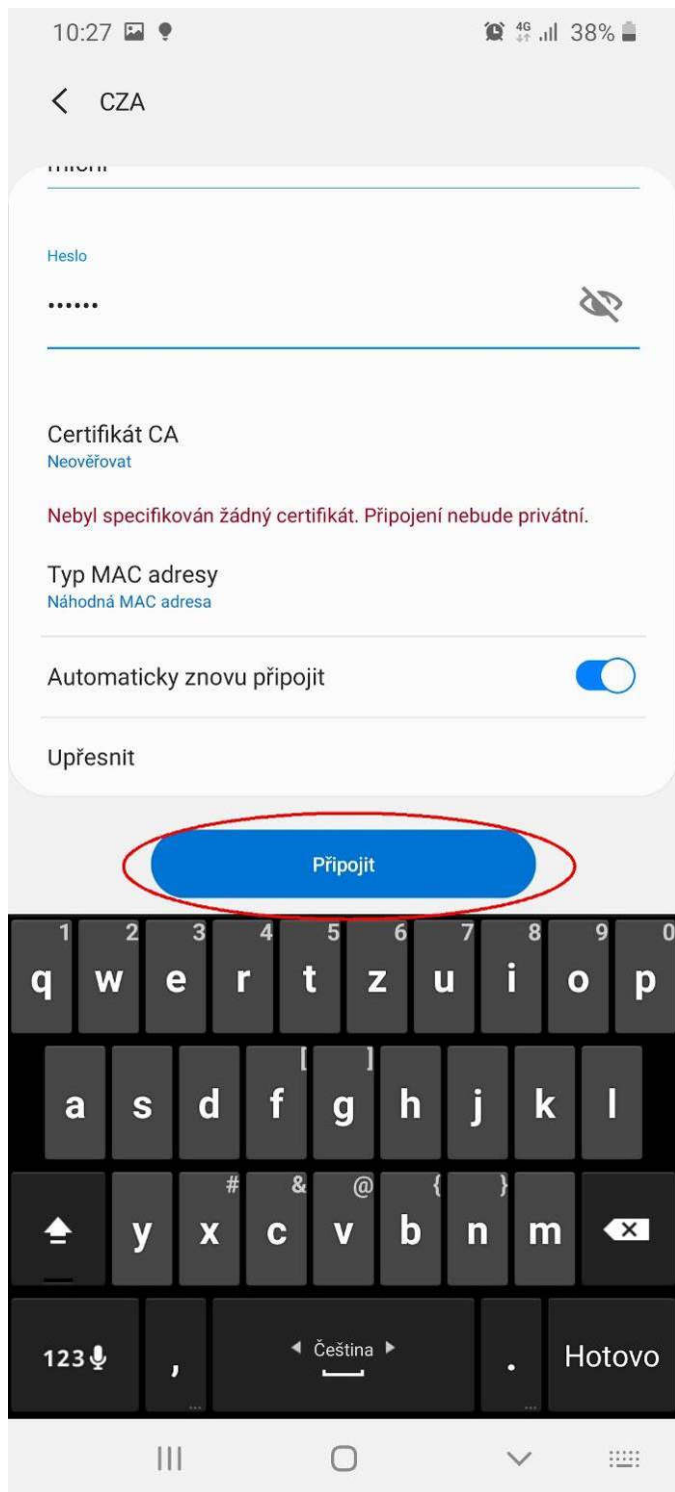 10:27 4G 38%
CZA
Heslo
••••••
Certifikát CA
Neověřovat
Nebyl specifikován žádný certifikát. Připojení nebude privátní.
Typ MAC adresy
Náhodná MAC adresa
Automaticky znovu připojit
Upřesnit
Připojit
1 2 3 4 5 6 7 8 9 0
q w e r t z u i o p
[ ]
a s d f g h j k l
# & @ { }
y x c v b n m
123 , Čeština . Hotovo